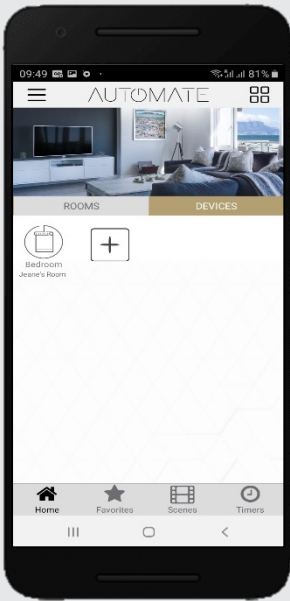 09:49 81%
AUTOMATE
ROOMS DEVICES
Bedroom
Jeane's Room
Home Favorites Scenes Timers